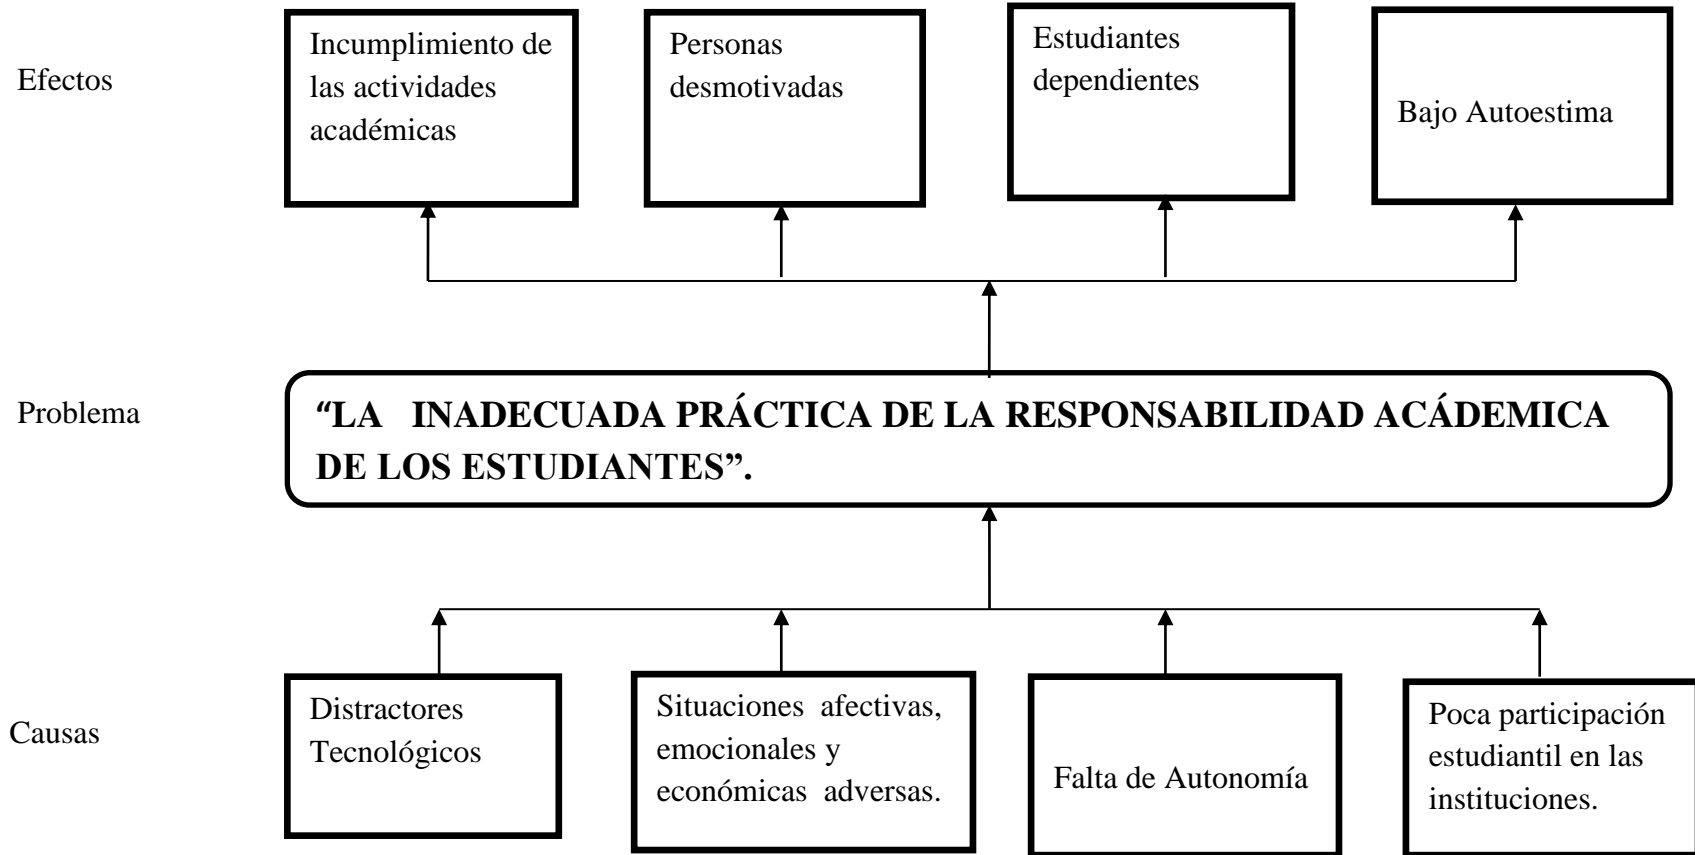 Efectos
Incumplimiento de
las actividades
académicas
Personas
desmotivadas
Estudiantes
dependientes
Bajo Autoestima
Problema
“LA INADECUADA PRÁCTICA DE LA RESPONSABILIDAD ACÁDEMICA
DE LOS ESTUDIANTES”.
Causas
Distractores
Tecnológicos
Situaciones afectivas,
emocionales y
económicas adversas.
Falta de Autonomía
Poca participación
estudiantil en las
instituciones.